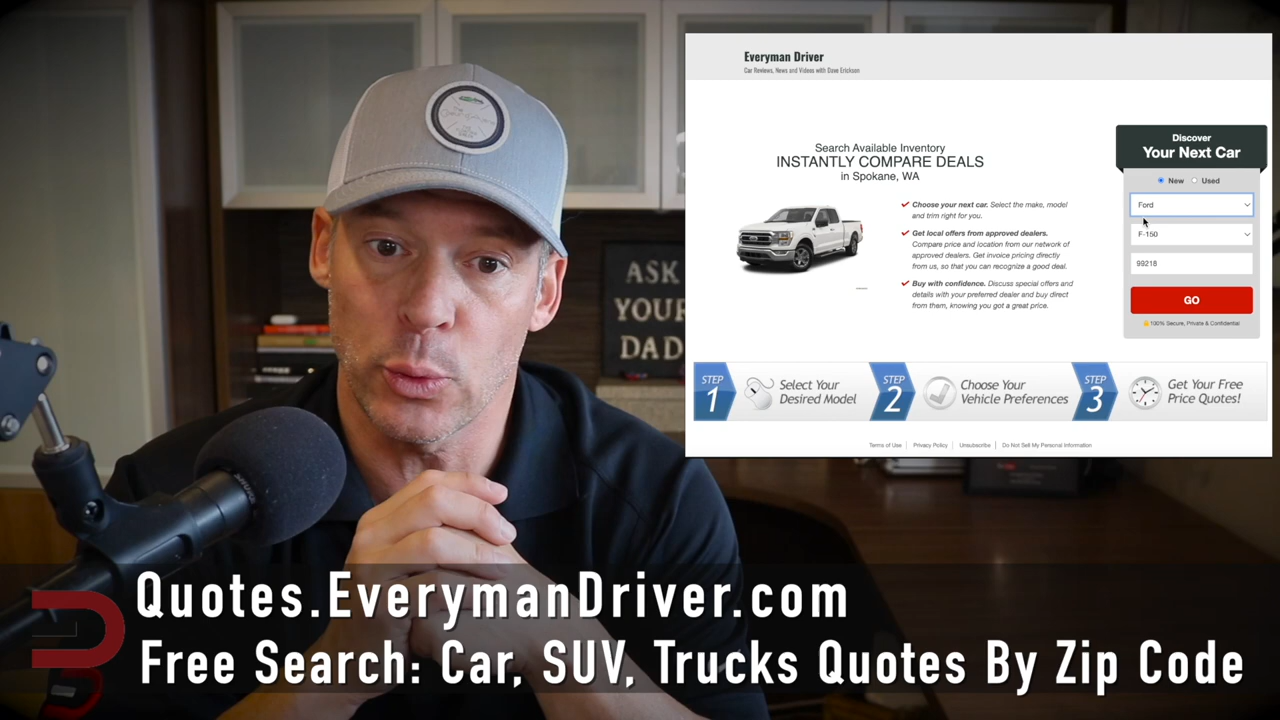 Everyman Driver
Car Reviews, News and Videos with Dave Erickson
Search Available Inventory
INSTANTLY COMPARE DEALS
in Spokane, WA
Choose your next car. Select the make, model
and trim right for you.
Get local offers from approved dealers.
Compare price and location from our network of
approved dealers. Get invoice pricing directly
from us, so that you can recognize a good deal.
Buy with confidence. Discuss special offers and
details with your preferred dealer and buy direct
from them, knowing you got a great price.
Discover
Your Next Car
New Used
Ford
F-150
99218
GO
100% Secure, Private & Confidential
STEP 1
Select Your
Desired Model
STEP 2
Choose Your
Vehicle Preferences
STEP 3
Get Your Free
Price Quotes!
Terms of Use
Privacy Policy
Unsubscribe
Do Not Sell My Personal Information
ASK
YOUR
DAD
Quotes.EverymanDriver.com
Free Search: Car, SUV, Trucks Quotes By Zip Code